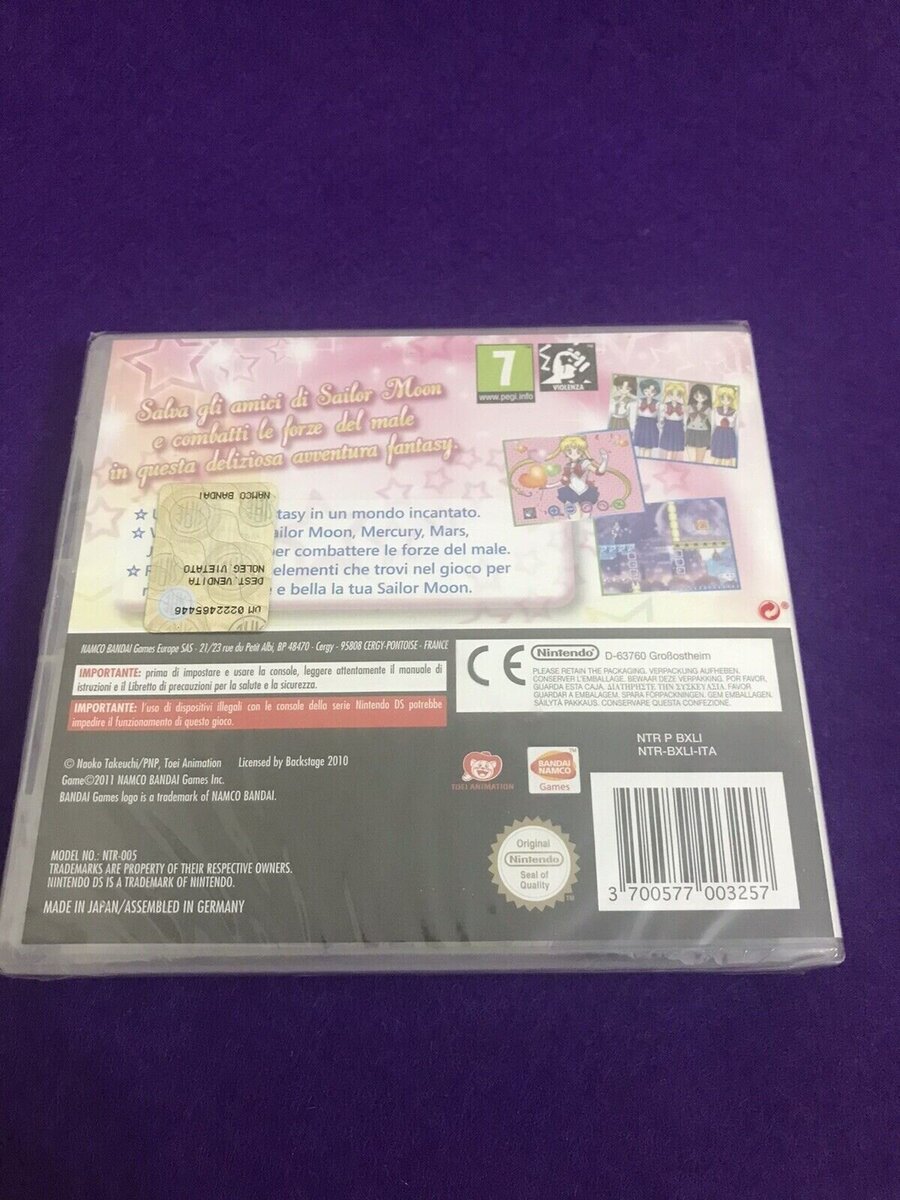 Salva gli amici di Sailor Moon
e combatti le forze del male
in questa deliziosa avventura fantasy.
7
www.pegi.info
VIOLENZA
☆ tasy in un mondo incantato.
☆ ailor Moon, Mercury, Mars,
per combattere le forze del male.
☆ elementi che trovi nel gioco per
e bella la tua Sailor Moon.
NAMCO BANDAI
DEST. VENDITA
NOLEG. VIETATO
UM 0222465446
NAMCO BANDAI Games Europe SAS - 21/23 rue du Petit Albi, BP 48470 - Cergy - 95808 CERGY-PONTOISE - FRANCE
IMPORTANTE: prima di impostare e usare la console, leggere attentamente il manuale di
istruzioni e il Libretto di precauzioni per la salute e la sicurezza.
IMPORTANTE: l'uso di dispositivi illegali con le console della serie Nintendo DS potrebbe
impedire il funzionamento di questo gioco.
CE
Nintendo® D-63760 Großostheim
PLEASE RETAIN THE PACKAGING. VERPACKUNG AUFHEBEN.
CONSERVER L'EMBALLAGE. BEWAAR DEZE VERPAKKING. POR FAVOR,
GUARDA ESTA CAJA. ΔΙΑΤΗΡΗΣΤΕ ΤΗΝ ΣΥΣΚΕΥΑΣΙΑ. FAVOR
GUARDAR A EMBALAGEM. SPARA FÖRPACKNINGEN. GEM EMBALLAGEN.
SÄILYTÄ PAKKAUS. CONSERVARE QUESTA CONFEZIONE.
NTR P BXLI
NTR-BXLI-ITA
© Naoko Takeuchi/PNP, Toei Animation Licensed by Backstage 2010
Game©2011 NAMCO BANDAI Games Inc.
BANDAI Games logo is a trademark of NAMCO BANDAI.
TOEI ANIMATION
BANDAI
NAMCO
Games
TM
MODEL NO.: NTR-005
TRADEMARKS ARE PROPERTY OF THEIR RESPECTIVE OWNERS.
NINTENDO DS IS A TRADEMARK OF NINTENDO.
MADE IN JAPAN/ASSEMBLED IN GERMANY
Original
Nintendo®
Seal of
Quality
TM
3 700577 003257